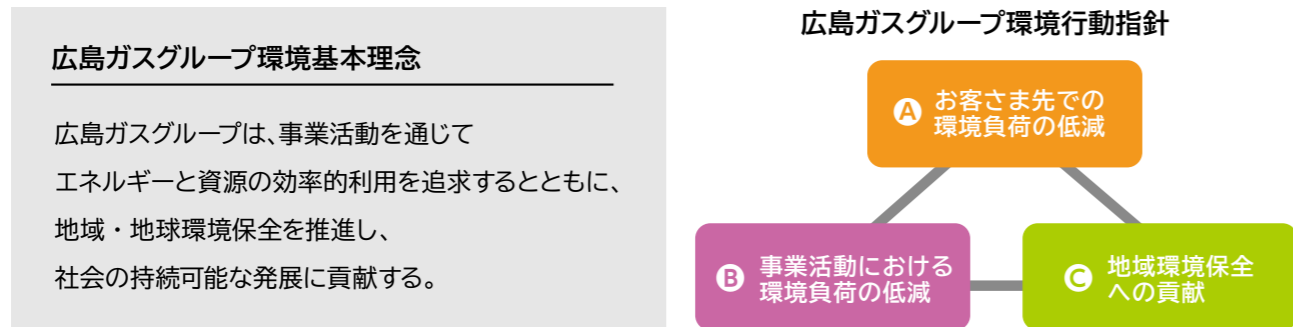 広島ガスグループ環境基本理念
広島ガスグループは、事業活動を通じて
エネルギーと資源の効率的利用を追求するとともに、
地域・地球環境保全を推進し、
社会の持続可能な発展に貢献する。
広島ガスグループ環境行動指針
A お客さま先での
環境負荷の低減
B 事業活動における
環境負荷の低減
C 地域環境保全
への貢献